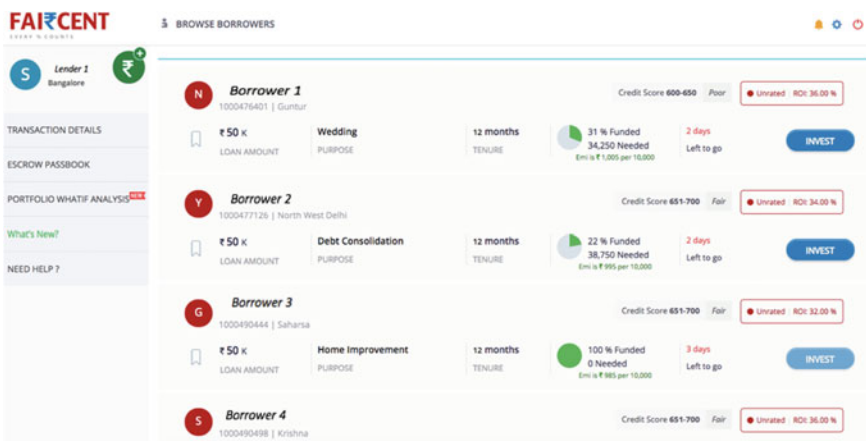 FAI₹CENT
EVERY % COUNTS
BROWSE BORROWERS
S
Lender 1
Bangalore
₹
TRANSACTION DETAILS
ESCROW PASSBOOK
PORTFOLIO WHATIF ANALYSIS
What's New?
NEED HELP ?
N
Borrower 1
1000476401 | Guntur
Credit Score 600-650 Poor
Unrated | ROI: 36.00 %
₹ 50 K
LOAN AMOUNT
Wedding
PURPOSE
12 months
TENURE
31 % Funded
34,250 Needed
Emi is ₹ 1,005 per 10,000
2 days
Left to go
INVEST
Y
Borrower 2
1000477126 | North West Delhi
Credit Score 651-700 Fair
Unrated | ROI: 34.00 %
₹ 50 K
LOAN AMOUNT
Debt Consolidation
PURPOSE
12 months
TENURE
22 % Funded
38,750 Needed
Emi is ₹ 995 per 10,000
2 days
Left to go
INVEST
G
Borrower 3
1000490444 | Saharsa
Credit Score 651-700 Fair
Unrated | ROI: 32.00 %
₹ 50 K
LOAN AMOUNT
Home Improvement
PURPOSE
12 months
TENURE
100 % Funded
0 Needed
Emi is ₹ 985 per 10,000
3 days
Left to go
INVEST
S
Borrower 4
1000490498 | Krishna
Credit Score 651-700 Fair
Unrated | ROI: 36.00 %